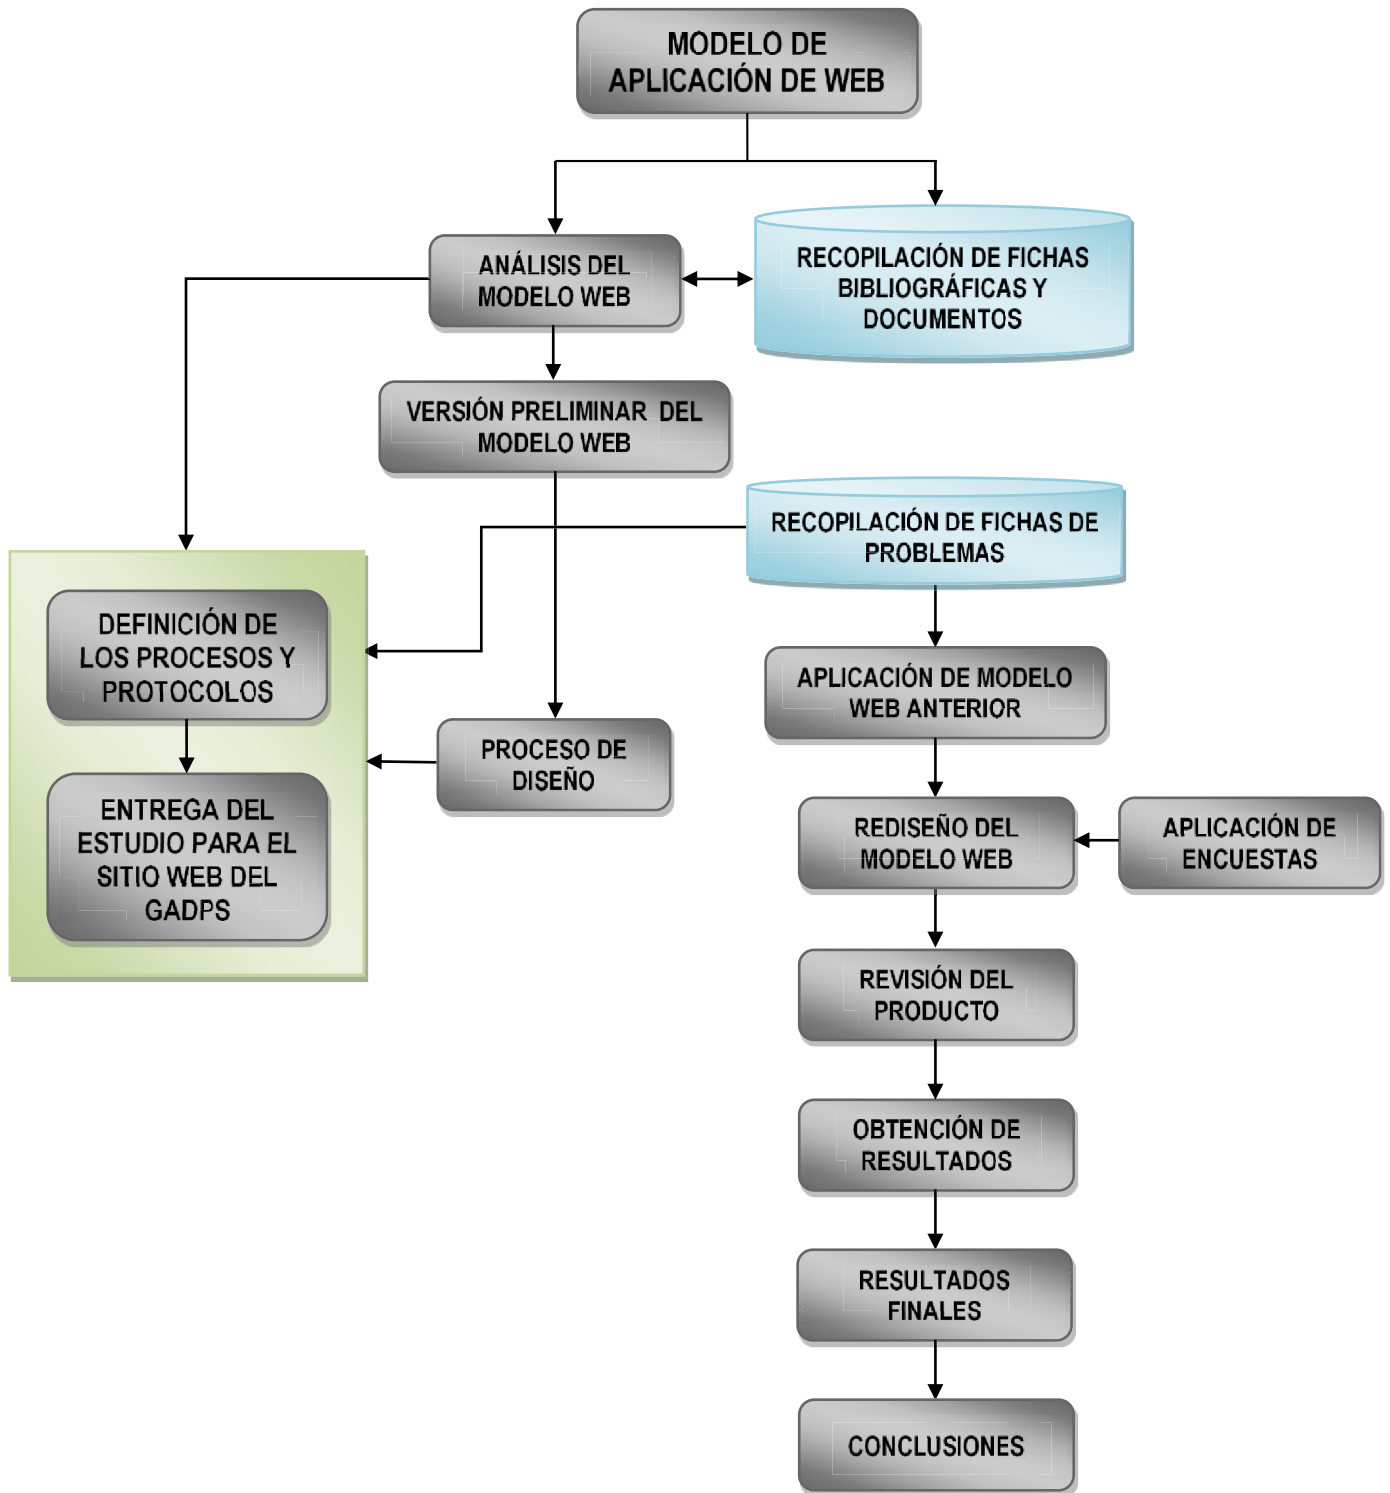 MODELO DE
APLICACIÓN DE WEB
ANÁLISIS DEL
MODELO WEB
RECOPILACIÓN DE FICHAS
BIBLIOGRÁFICAS Y
DOCUMENTOS
VERSIÓN PRELIMINAR DEL
MODELO WEB
RECOPILACIÓN DE FICHAS DE
PROBLEMAS
DEFINICIÓN DE
LOS PROCESOS Y
PROTOCOLOS
APLICACIÓN DE MODELO
WEB ANTERIOR
PROCESO DE
DISEÑO
ENTREGA DEL
ESTUDIO PARA EL
SITIO WEB DEL
GADPS
REDISEÑO DEL
MODELO WEB
APLICACIÓN DE
ENCUESTAS
REVISIÓN DEL
PRODUCTO
OBTENCIÓN DE
RESULTADOS
RESULTADOS
FINALES
CONCLUSIONES